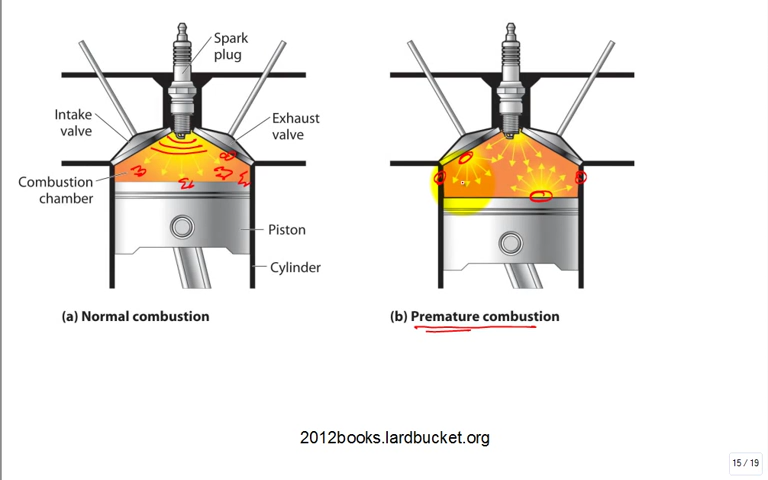 Spark
plug
Intake
valve
Exhaust
valve
Combustion
chamber
Piston
Cylinder
(a) Normal combustion
(b) Premature combustion
2012books.lardbucket.org
15 / 19